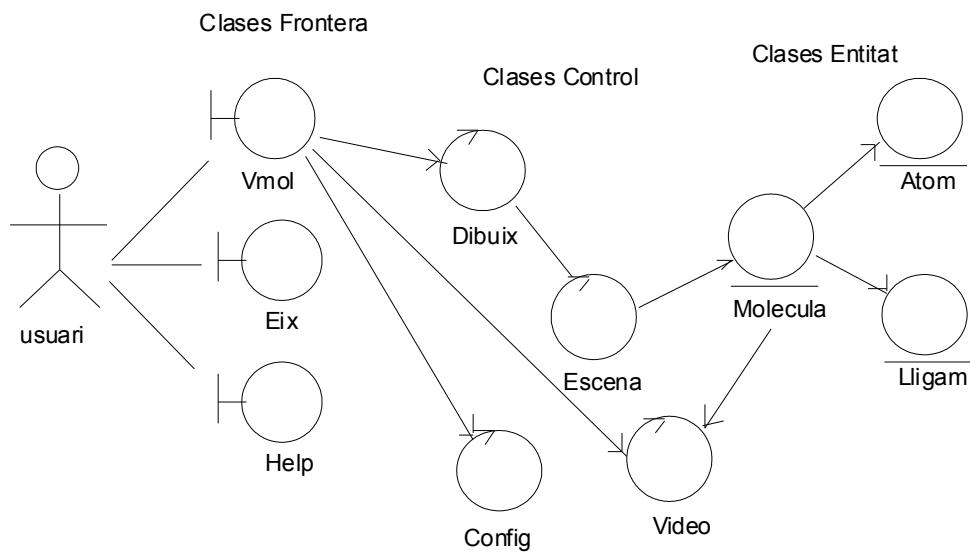 Clases Frontera
Clases Control
Clases Entitat
Vmol
Atom
Dibuix
usuari
Eix
Molecula
Escena
Lligam
Help
Config
Video